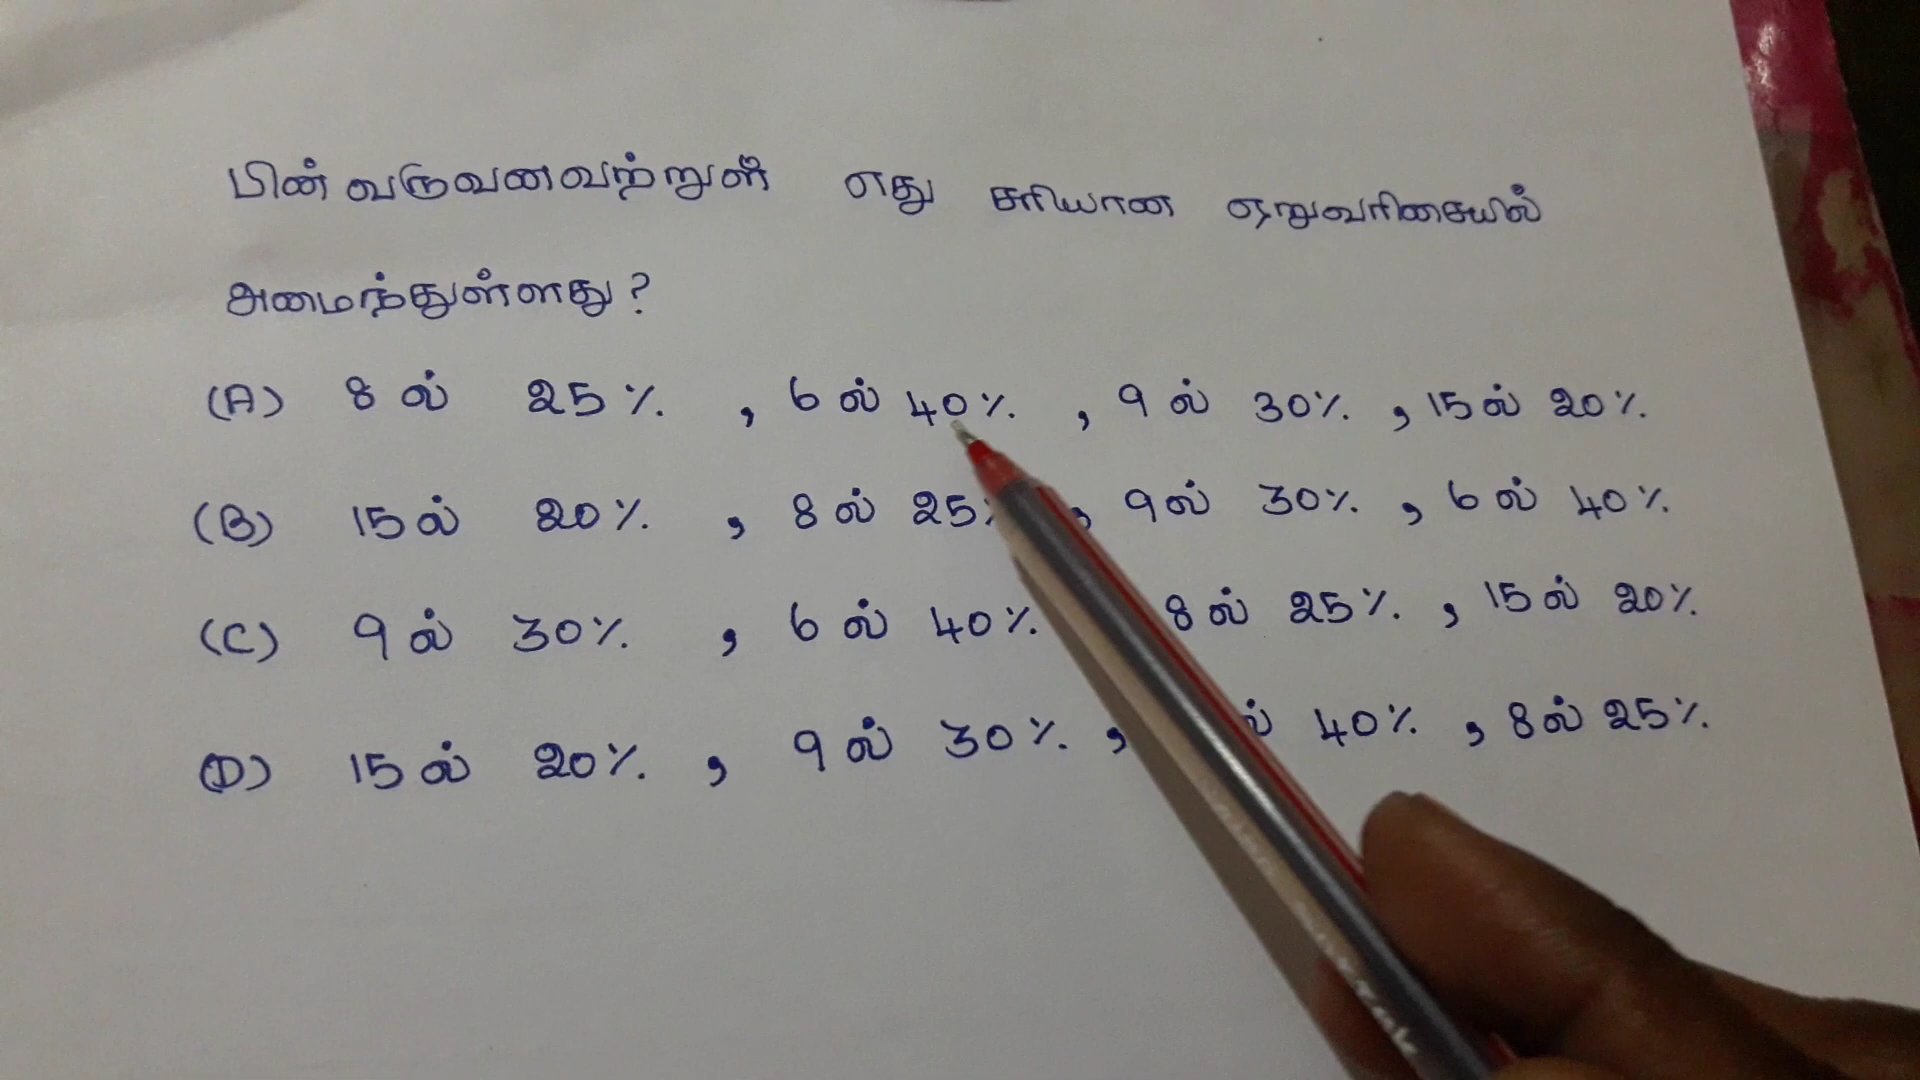 பின்வருவனவற்றுள் எது சரியான ஏறுவரிசையில்
அமைந்துள்ளது?
(A) 8 ல் 25% , 6 ல் 40% , 9 ல் 30% , 15 ல் 20%
(B) 15 ல் 20% , 8 ல் 25% , 9 ல் 30% , 6 ல் 40%
(C) 9 ல் 30% , 6 ல் 40% 8 ல் 25% , 15 ல் 20%
(D) 15 ல் 20% , 9 ல் 30% , ல் 40% , 8 ல் 25%